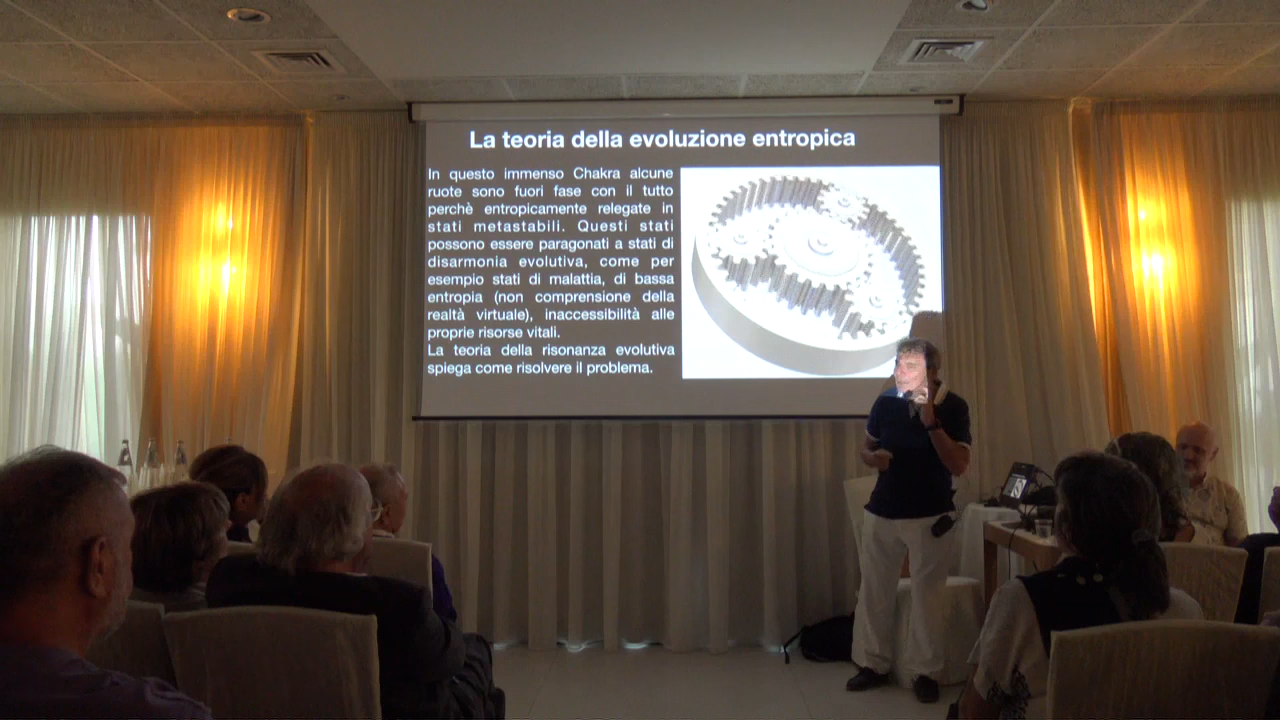 La teoria della evoluzione entropica
In questo immenso Chakra alcune
ruote sono fuori fase con il tutto
perchè entropicamente relegate in
stati metastabili. Questi stati
possono essere paragonati a stati di
disarmonia evolutiva, come per
esempio stati di malattia, di bassa
entropia (non comprensione della
realtà virtuale), inaccessibilità alle
proprie risorse vitali.
La teoria della risonanza evolutiva
spiega come risolvere il problema.